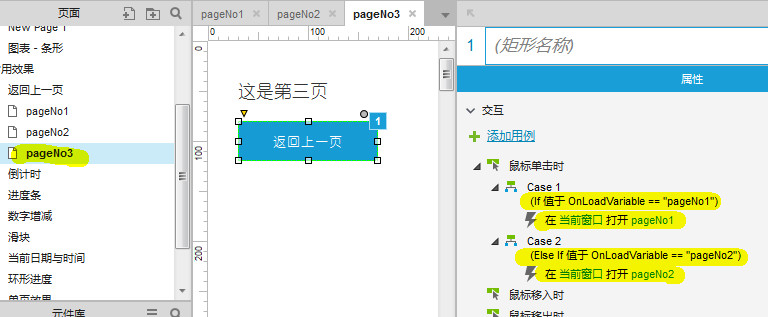 页面
New Page 1
图表 - 条形
用效果
返回上一页
pageNo1
pageNo2
pageNo3
倒计时
进度条
数字增减
滑块
当前日期与时间
环形进度
单页效果
元件库
pageNo1
pageNo2
pageNo3
0
100
200
0
100
200
这是第三页
1
返回上一页
1
(矩形名称)
属性
交互
添加用例
鼠标单击时
Case 1
(If 值于 OnLoadVariable == "pageNo1")
在 当前窗口 打开 pageNo1
Case 2
(Else If 值于 OnLoadVariable == "pageNo2")
在 当前窗口 打开 pageNo2
鼠标移入时
鼠标移出时